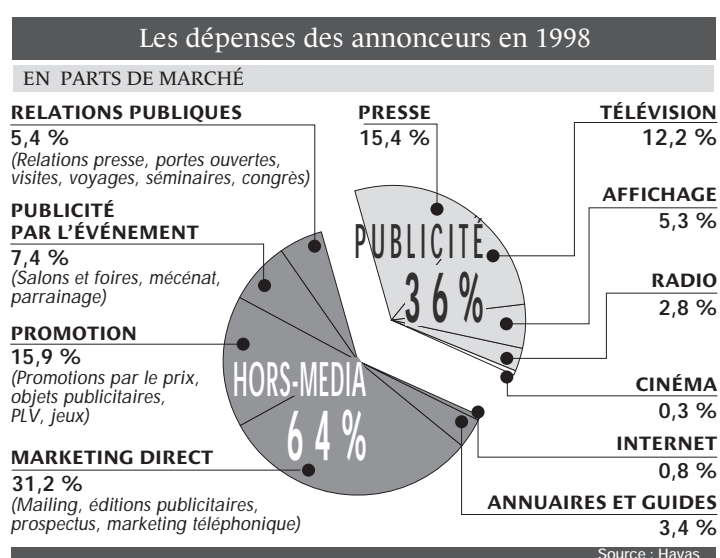 Les dépenses des annonceurs en 1998
EN PARTS DE MARCHÉ
RELATIONS PUBLIQUES
5,4 %
(Relations presse, portes ouvertes,
visites, voyages, séminaires, congrès)
PUBLICITÉ
PAR L’ÉVÉNEMENT
7,4 %
(Salons et foires, mécénat,
parrainage)
PROMOTION
15,9 %
(Promotions par le prix,
objets publicitaires,
PLV, jeux)
MARKETING DIRECT
31,2 %
(Mailing, éditions publicitaires,
prospectus, marketing téléphonique)
HORS-MEDIA
64%
PRESSE
15,4 %
PUBLICITÉ
36%
TÉLÉVISION
12,2 %
AFFICHAGE
5,3 %
RADIO
2,8 %
CINÉMA
0,3 %
INTERNET
0,8 %
ANNUAIRES ET GUIDES
3,4 %
Source : Havas